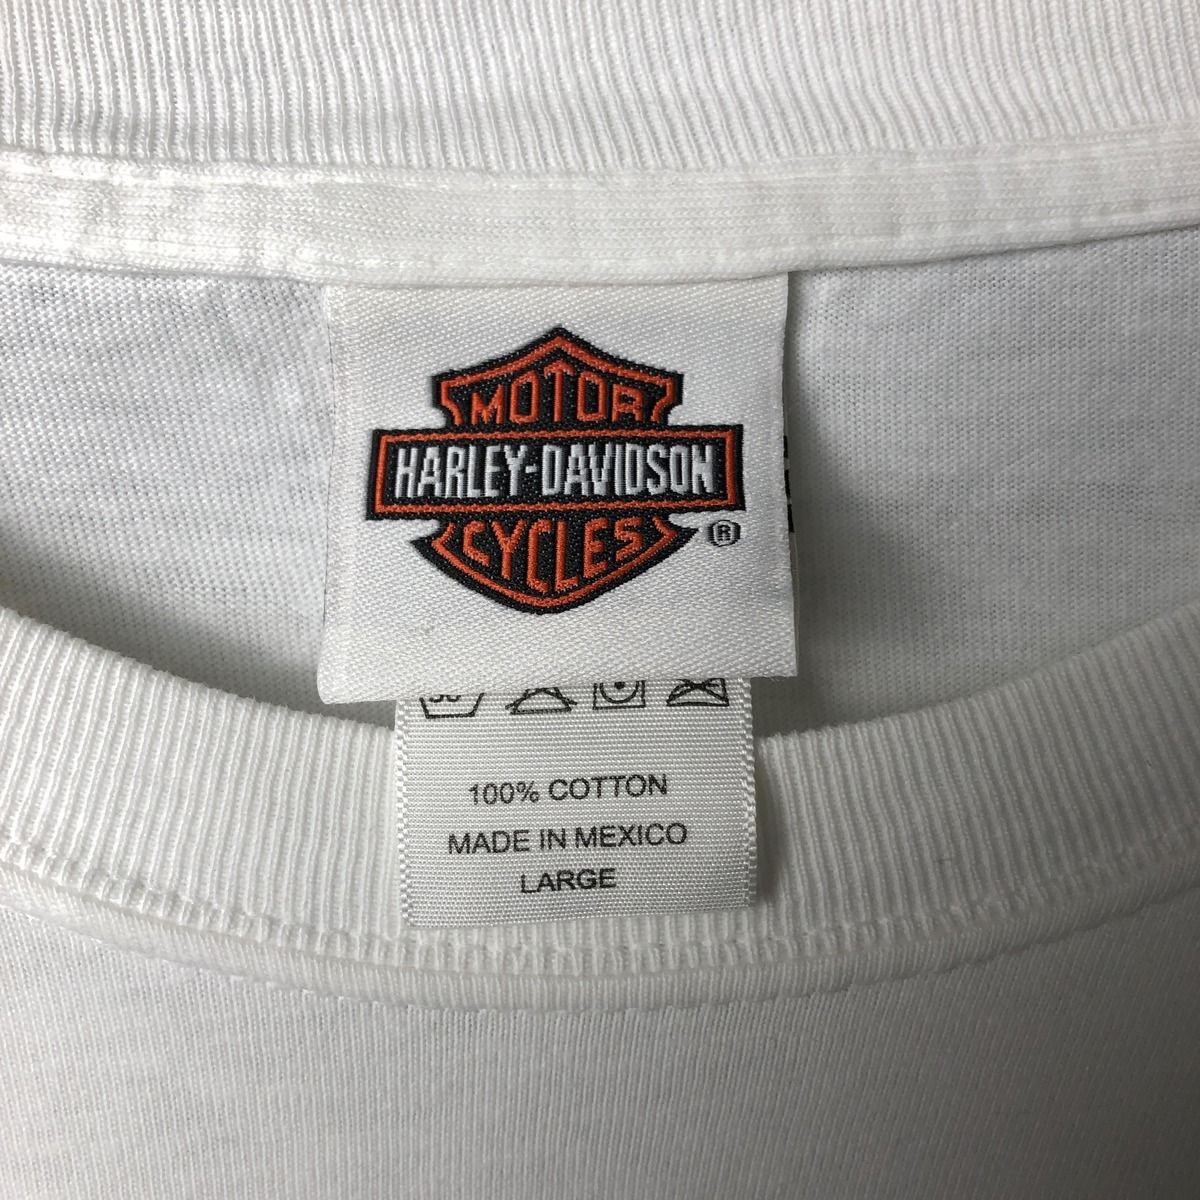 MOTOR
HARLEY-DAVIDSON
CYCLES
®
100% COTTON
MADE IN MEXICO
LARGE